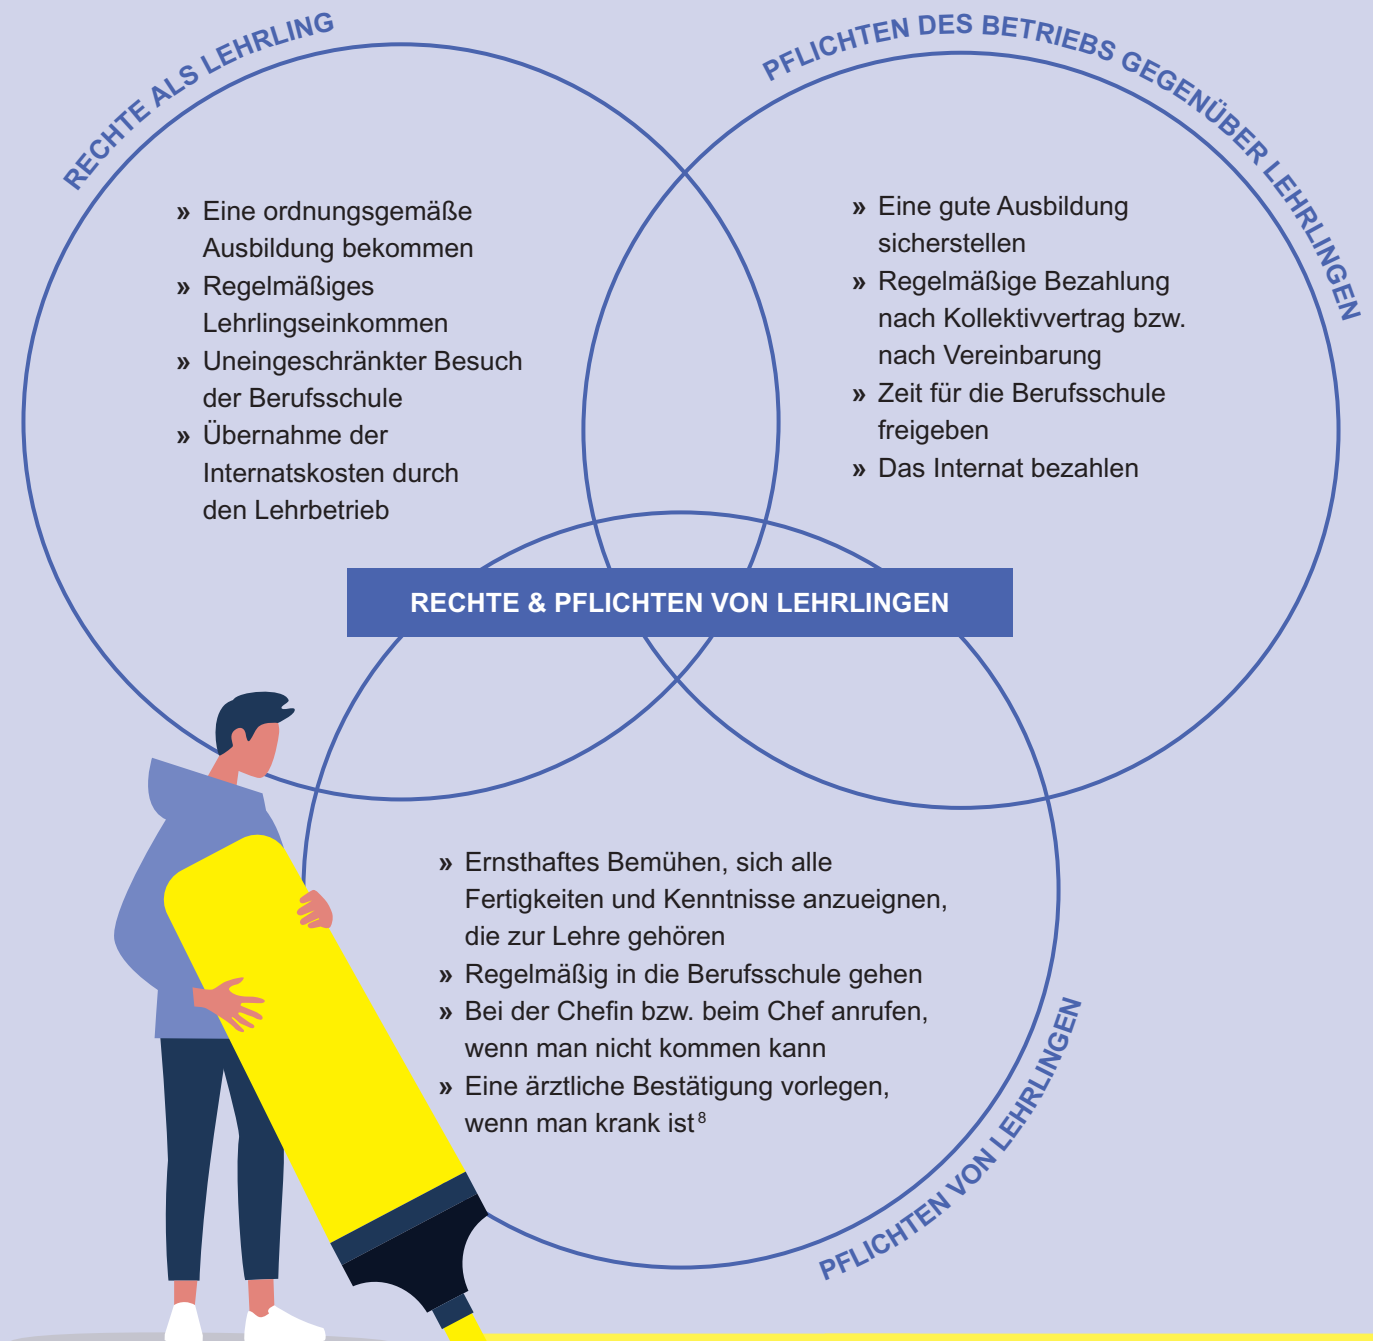 RECHTE ALS LEHRLING
» Eine ordnungsgemäße
Ausbildung bekommen
» Regelmäßiges
Lehrlingseinkommen
» Uneingeschränkter Besuch
der Berufsschule
» Übernahme der
Internatskosten durch
den Lehrbetrieb
PFLICHTEN DES BETRIEBS GEGENÜBER LEHRLINGEN
» Eine gute Ausbildung
sicherstellen
» Regelmäßige Bezahlung
nach Kollektivvertrag bzw.
nach Vereinbarung
» Zeit für die Berufsschule
freigeben
» Das Internat bezahlen
RECHTE & PFLICHTEN VON LEHRLINGEN
» Ernsthaftes Bemühen, sich alle
Fertigkeiten und Kenntnisse anzueignen,
die zur Lehre gehören
» Regelmäßig in die Berufsschule gehen
» Bei der Chefin bzw. beim Chef anrufen,
wenn man nicht kommen kann
» Eine ärztliche Bestätigung vorlegen,
wenn man krank ist 8
PFLICHTEN VON LEHRLINGEN